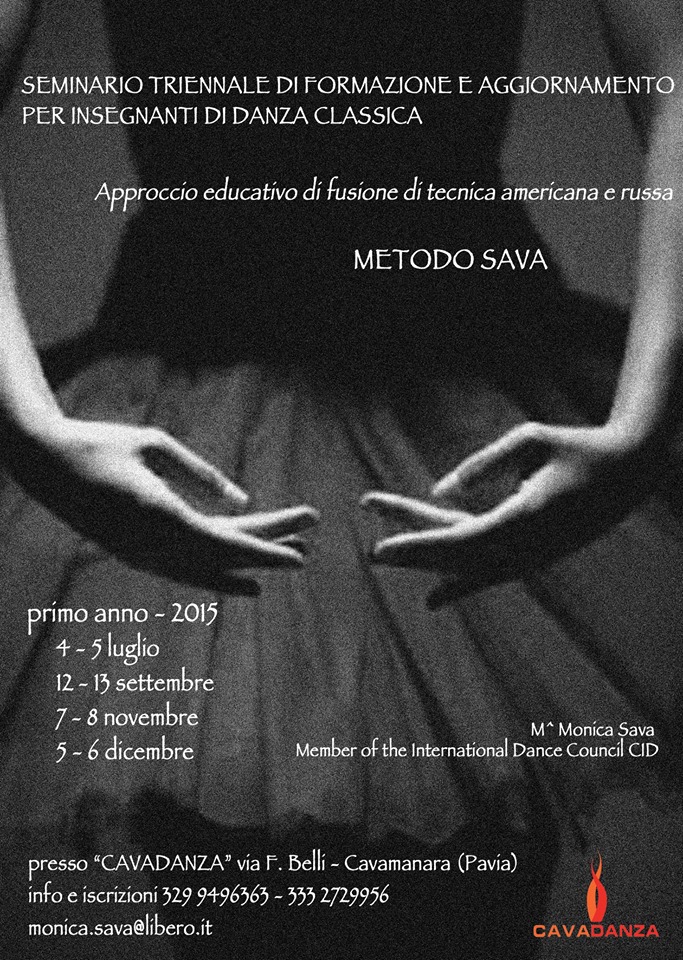 SEMINARIO TRIENNALE DI FORMAZIONE E AGGIORNAMENTO
PER INSEGNANTI DI DANZA CLASSICA
Approccio educativo di fusione di tecnica americana e russa
METODO SAVA
primo anno - 2015
4 - 5 luglio
12 - 13 settembre
7 - 8 novembre
5 - 6 dicembre
M^ Monica Sava
Member of the International Dance Council CID
presso “CAVADANZA” via F. Belli - Cavamanara (Pavia)
info e iscrizioni 329 9496363 - 333 2729956
monica.sava@libero.it
CAVADANZA